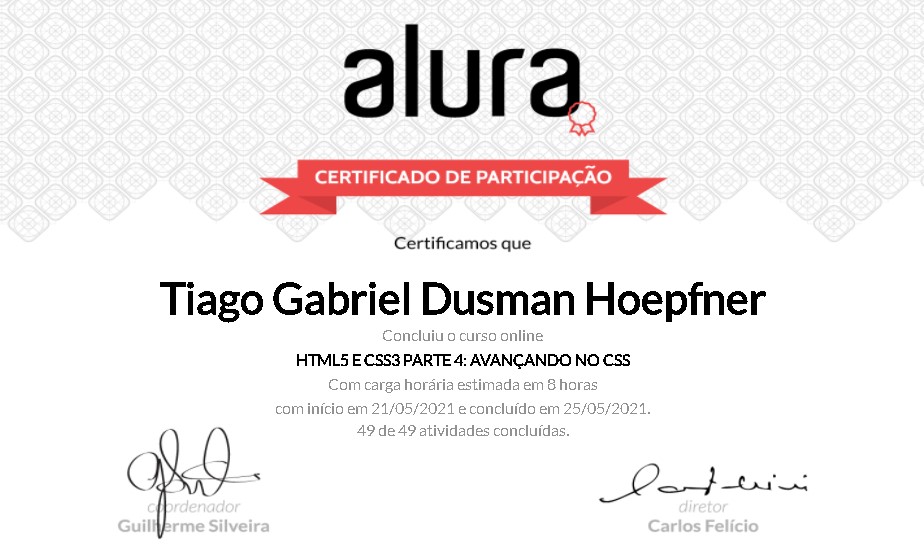 alura
CERTIFICADO DE PARTICIPAÇÃO
Certificamos que
Tiago Gabriel Dusman Hoepfner
Concluiu o curso online
HTML5 E CSS3 PARTE 4: AVANÇANDO NO CSS
Com carga horária estimada em 8 horas
com início em 21/05/2021 e concluído em 25/05/2021.
49 de 49 atividades concluídas.
coordenador
Guilherme Silveira
diretor
Carlos Felício